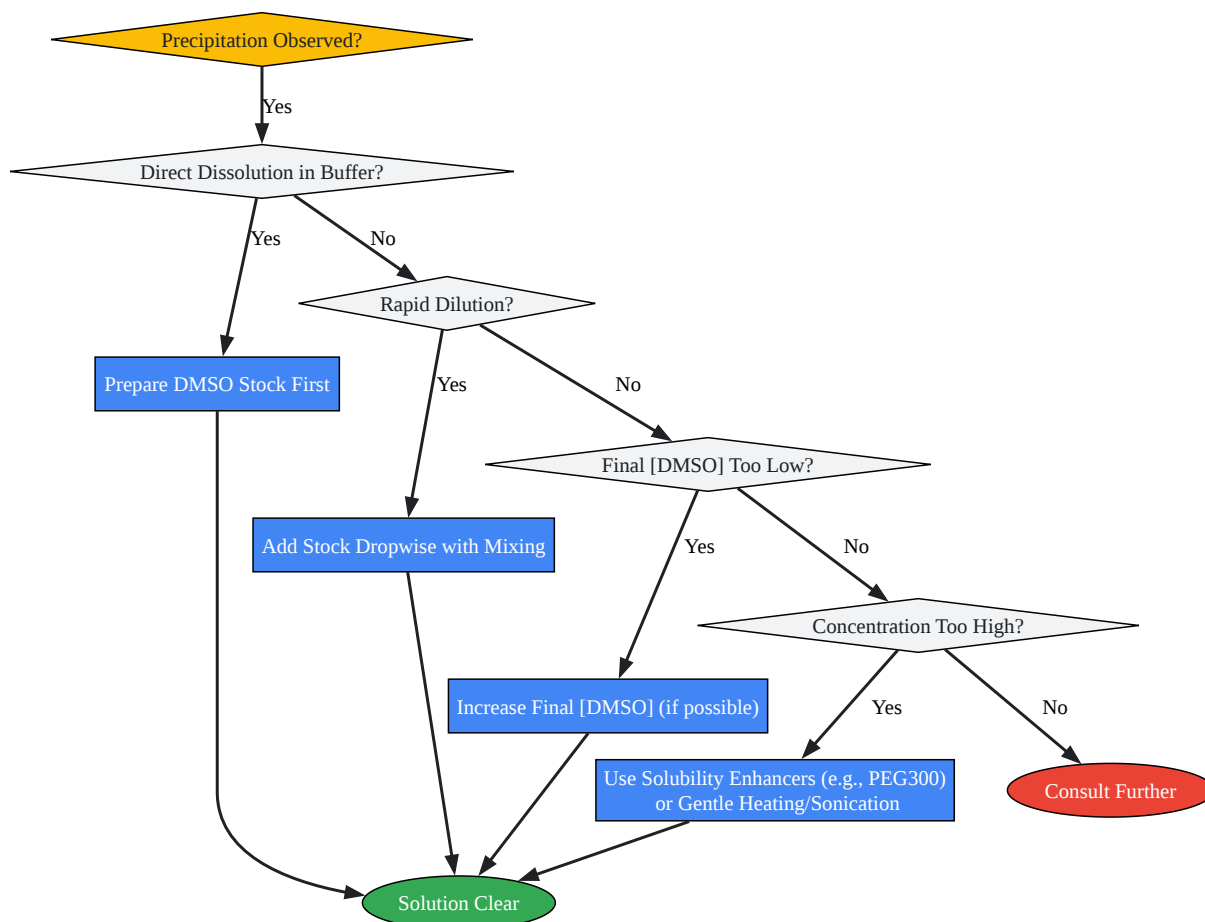 Precipitation Observed?
Yes
Direct Dissolution in Buffer?
Yes
No
Rapid Dilution?
Prepare DMSO Stock First
Yes
No
Final [DMSO] Too Low?
Add Stock Dropwise with Mixing
Yes
No
Concentration Too High?
Increase Final [DMSO] (if possible)
Yes
No
Use Solubility Enhancers (e.g., PEG300)
or Gentle Heating/Sonication
Consult Further
Solution Clear